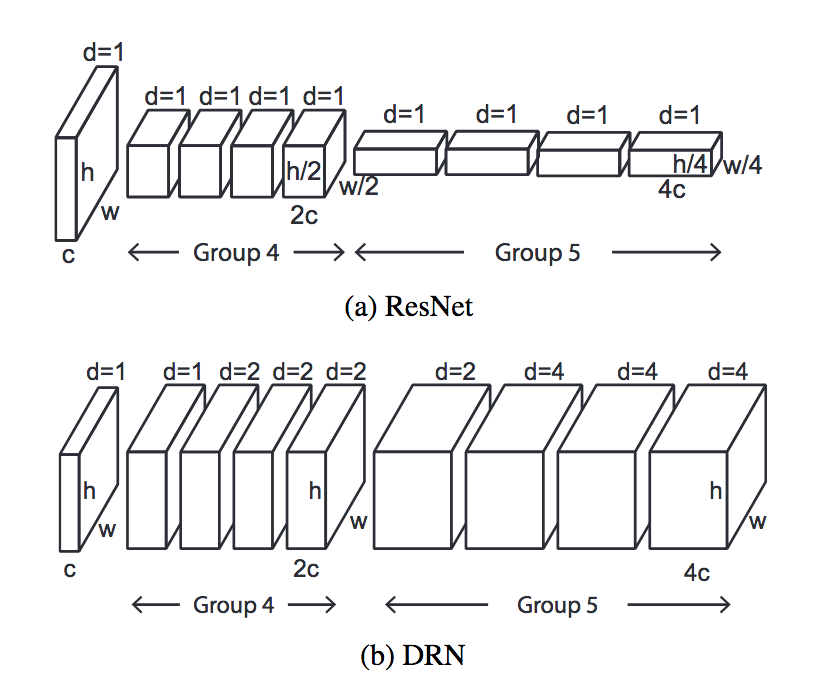 d=1
d=1 d=1 d=1 d=1
d=1 d=1 d=1 d=1
h
w
c
h/2
w/2
2c
h/4
w/4
4c
Group 4
Group 5
(a) ResNet
d=1 d=1 d=2 d=2 d=2
d=2 d=4 d=4 d=4
h
w
c
h
w
2c
h
w
4c
Group 4
Group 5
(b) DRN